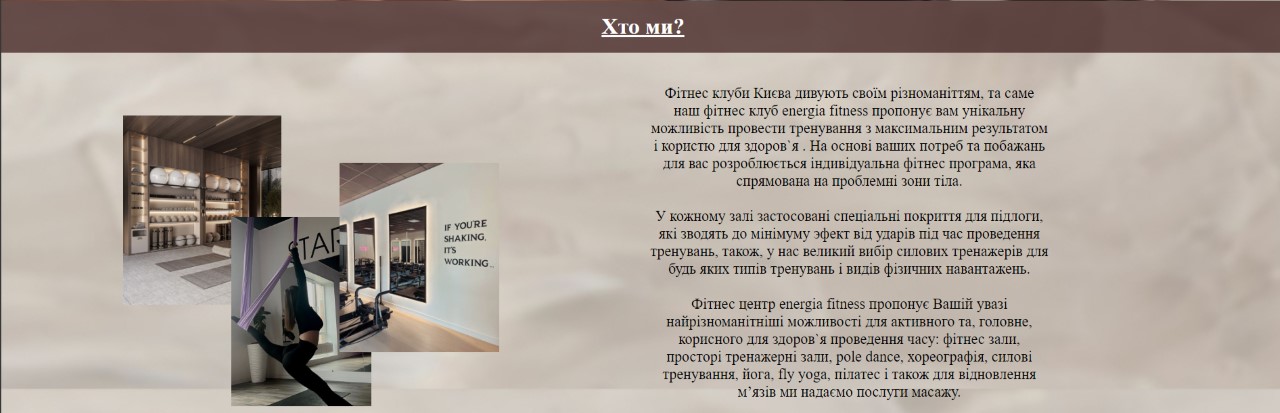 Хто ми?
Фітнес клуби Києва дивують своїм різноманіттям, та саме
наш фітнес клуб energia fitness пропонує вам унікальну
можливість провести тренування з максимальним результатом
і користю для здоров`я . На основі ваших потреб та побажань
для вас розроблюється індивідуальна фітнес програма, яка
спрямована на проблемні зони тіла.
У кожному залі застосовані спеціальні покриття для підлоги,
які зводять до мінімуму эфект від ударів під час проведення
тренувань, також, у нас великий вибір силових тренажерів для
будь яких типів тренувань і видів фізичних навантажень.
Фітнес центр energia fitness пропонує Вашій увазі
найрізноманітніші можливості для активного та, головне,
корисного для здоров`я проведення часу: фітнес зали,
просторі тренажерні зали, pole dance, хореографія, силові
тренування, йога, fly yoga, пілатес і також для відновлення
м’язів ми надаємо послуги масажу.
IF YOU'RE
SHAKING,
IT'S
WORKING...
STAR